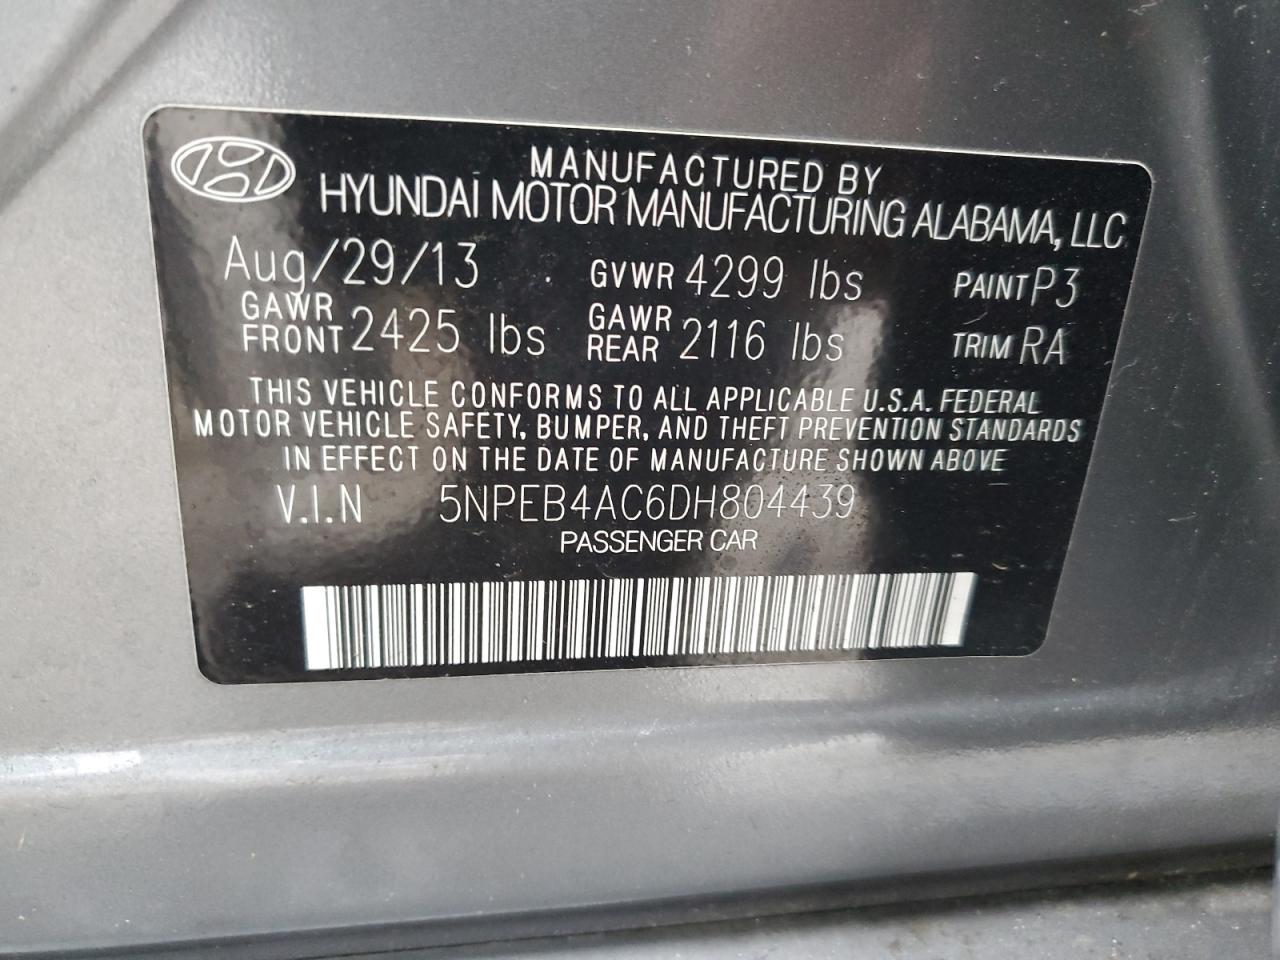 MANUFACTURED BY
HYUNDAI MOTOR MANUFACTURING ALABAMA, LLC
Aug/29/13 GVWR 4299 lbs PAINT P3
GAWR FRONT 2425 lbs GAWR REAR 2116 lbs TRIM RA
THIS VEHICLE CONFORMS TO ALL APPLICABLE U.S.A. FEDERAL
MOTOR VEHICLE SAFETY, BUMPER, AND THEFT PREVENTION STANDARDS
IN EFFECT ON THE DATE OF MANUFACTURE SHOWN ABOVE
V.I.N 5NPEB4AC6DH804439
PASSENGER CAR